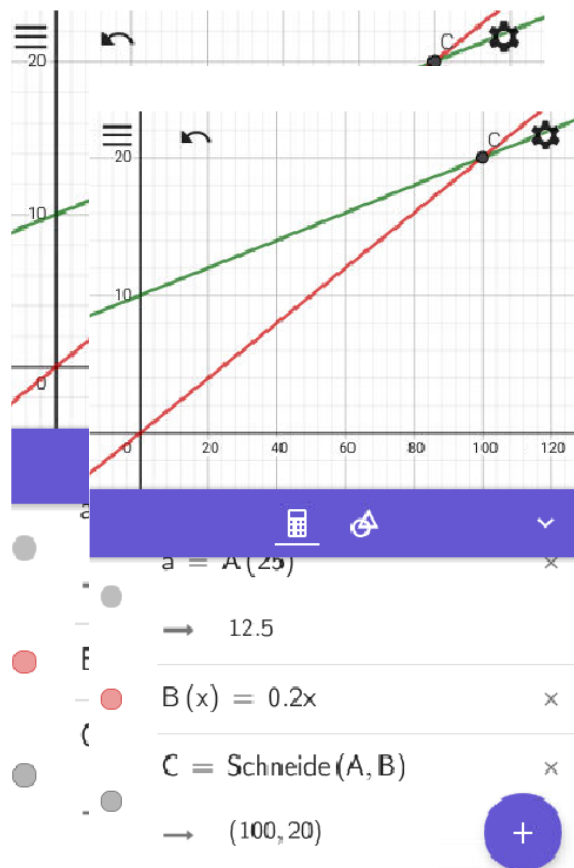 C
20
C
20
10
10
0
0 20 40 60 80 100 120
a = A(25)
→ 12.5
B(x) = 0.2x
C = Schneide(A, B)
→ (100, 20)
+